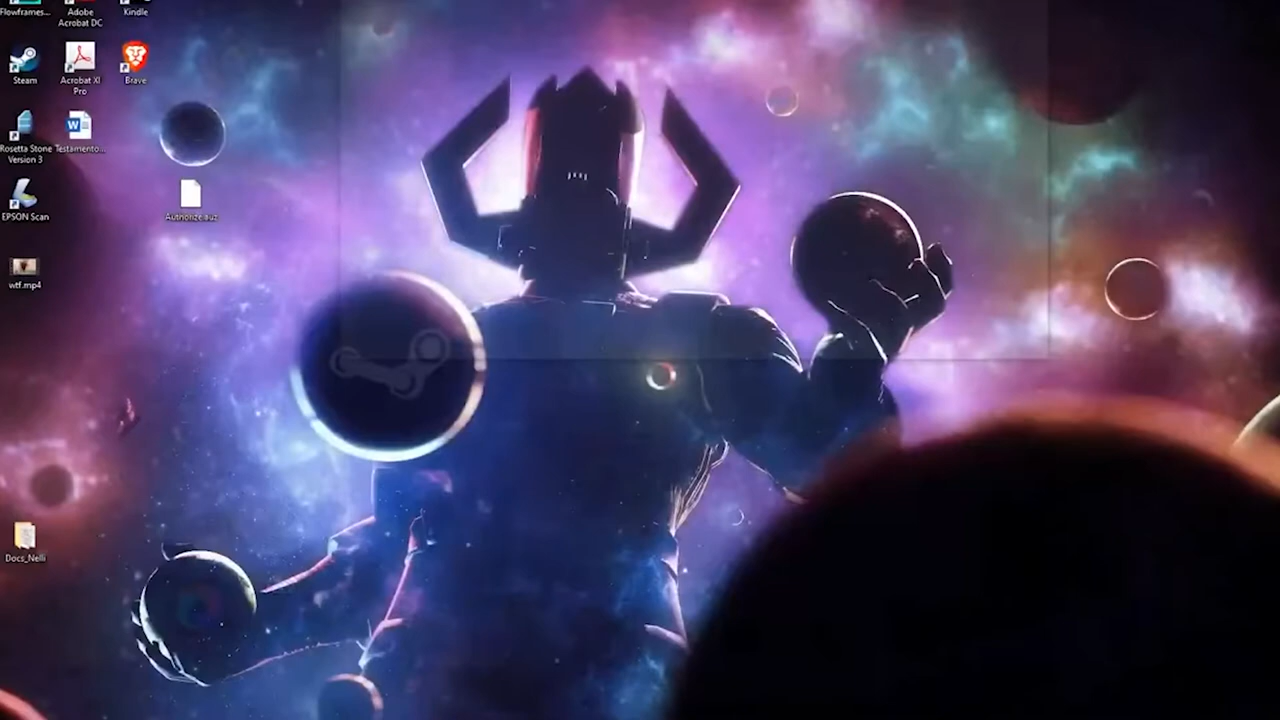 Flowframes...
Adobe
Acrobat DC
Kindle
Steam
Acrobat XI
Pro
Brave
Rosetta Stone
Version 3
Testamento...
EPSON Scan
Authorize.auz
wtf.mp4
Docs_Nelli